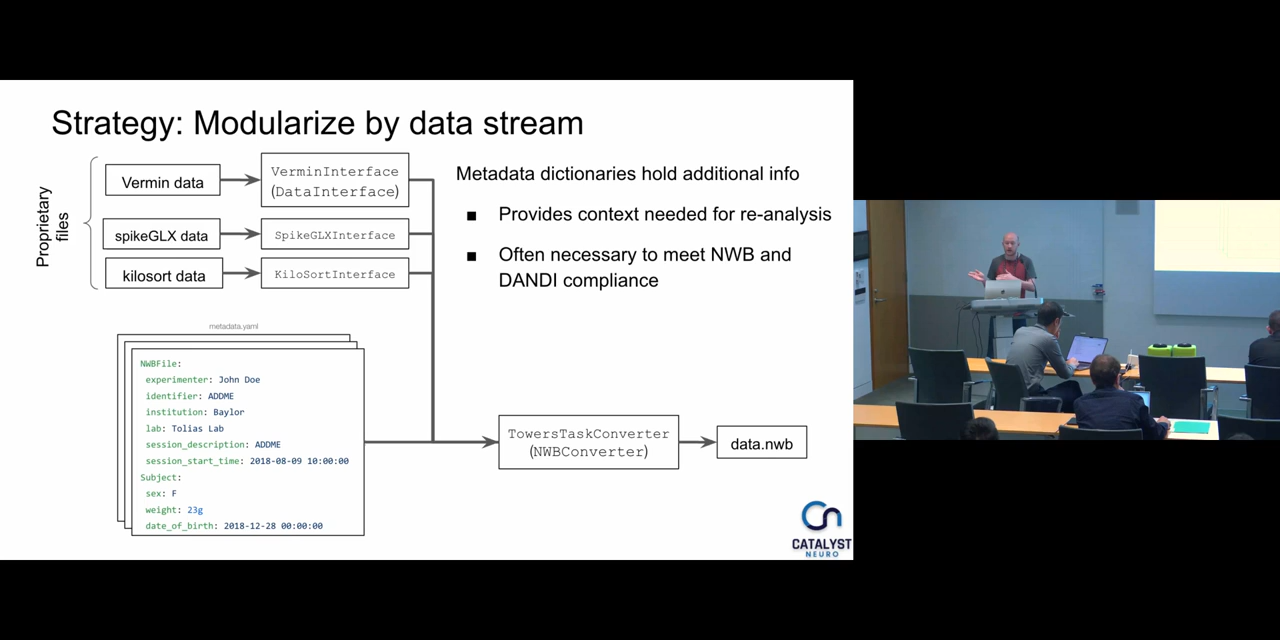 Strategy: Modularize by data stream
Proprietary
files
Vermin data
VerminInterface
(DataInterface)
spikeGLX data
SpikeGLXInterface
kilosort data
KiloSortInterface
Metadata dictionaries hold additional info
■ Provides context needed for re-analysis
■ Often necessary to meet NWB and
DANDI compliance
metadata.yaml
NWBFile:
experimenter: John Doe
identifier: ADDME
institution: Baylor
lab: Tolias Lab
session_description: ADDME
session_start_time: 2018-08-09 10:00:00
Subject:
sex: F
weight: 23g
date_of_birth: 2018-12-28 00:00:00
TowersTaskConverter
(NWBConverter)
data.nwb
CATALYST
NEURO